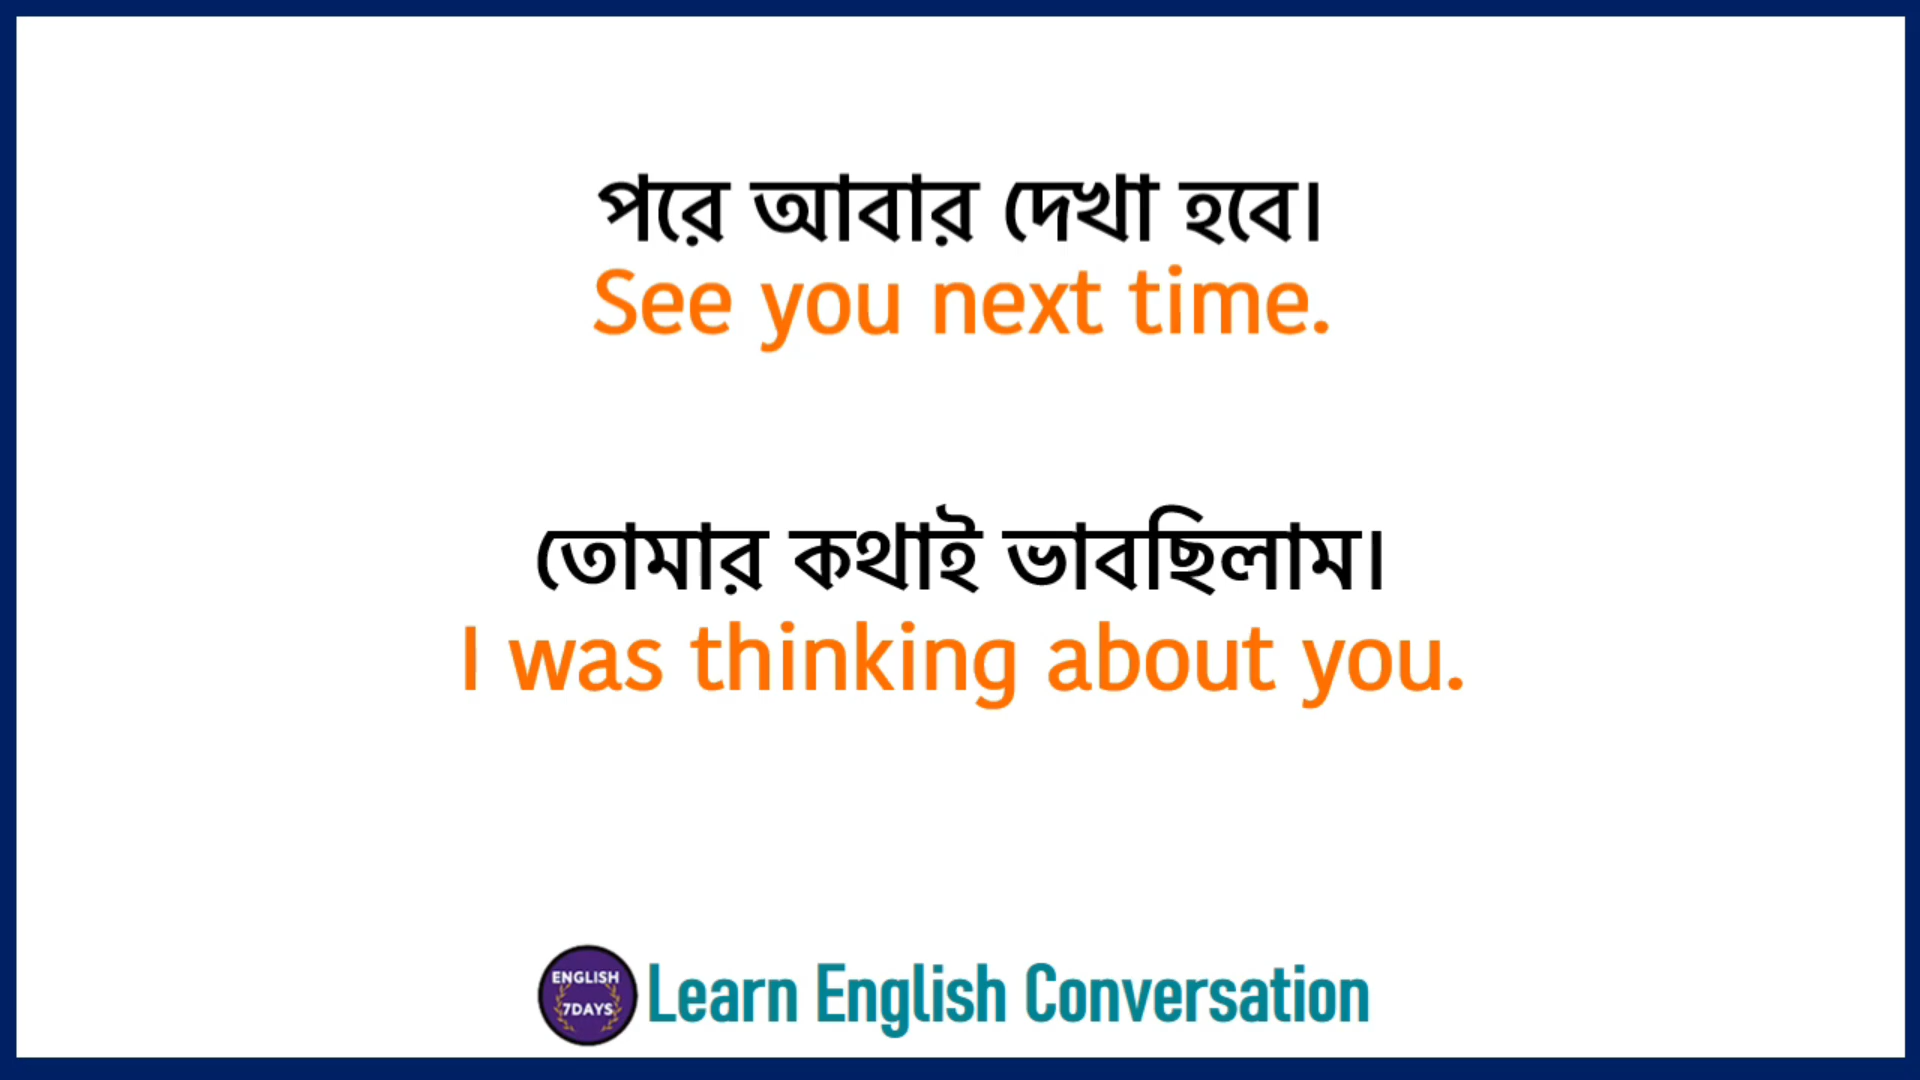 পরে আবার দেখা হবে।
See you next time.
তোমার কথাই ভাবছিলাম।
I was thinking about you.
ENGLISH
7DAYS
Learn English Conversation